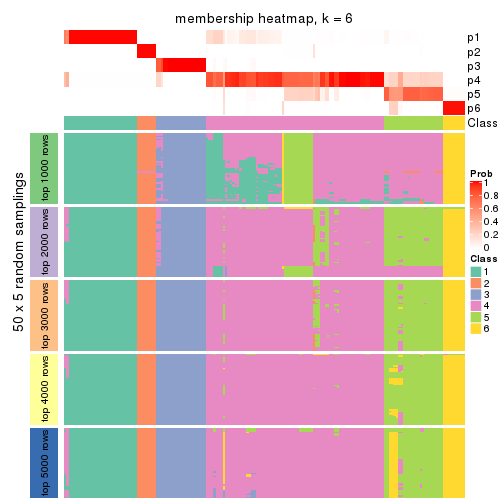 membership heatmap, k = 6
p1
p2
p3
p4
p5
p6
Class
50 x 5 random samplings
top 1000 rows
top 2000 rows
top 3000 rows
top 4000 rows
top 5000 rows
Prob
1
0.8
0.6
0.4
0.2
0
Class
1
2
3
4
5
6